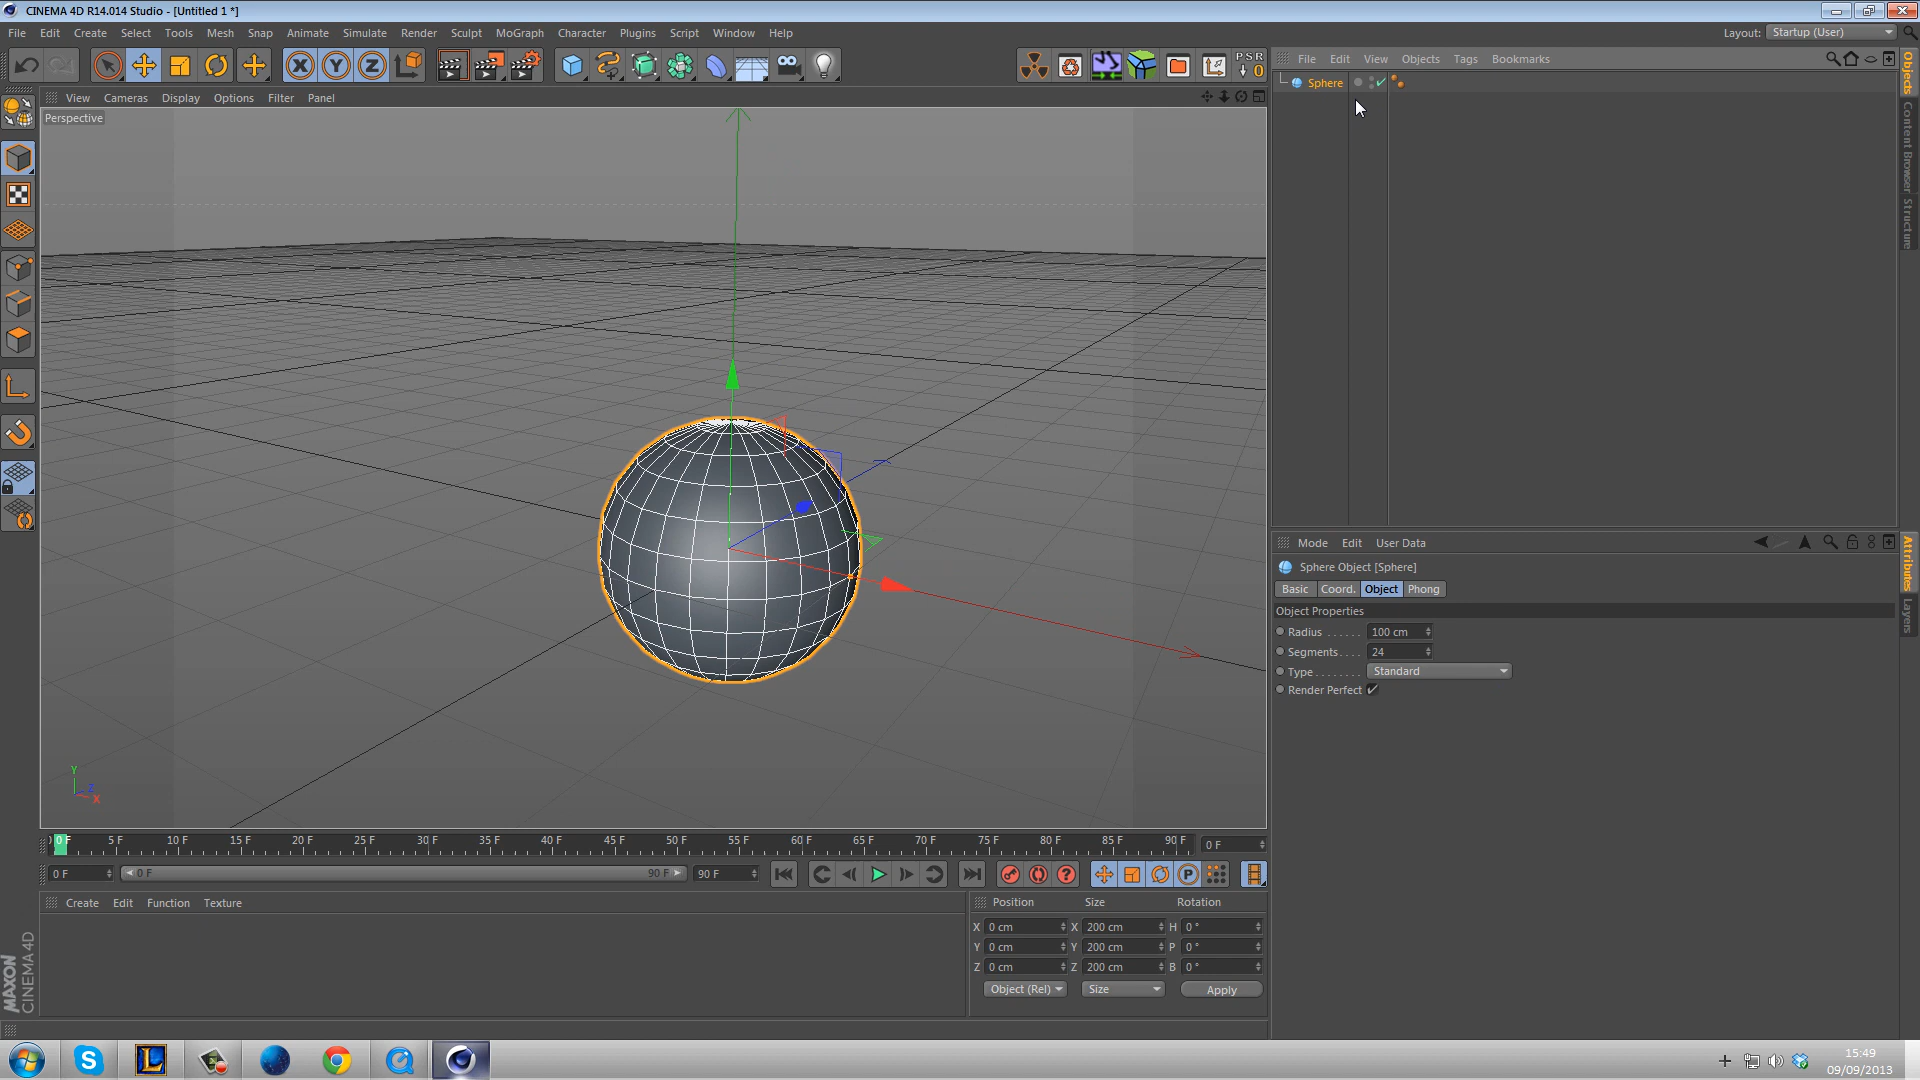 CINEMA 4D R14.014 Studio - [Untitled 1 *]
File Edit Create Select Tools Mesh Snap Animate Simulate Render Sculpt MoGraph Character Plugins Script Window Help Layout: Startup (User)
X Y Z PSR 0
File Edit View Objects Tags Bookmarks
Sphere
View Cameras Display Options Filter Panel
Perspective
Objects
Content Browser
Structure
Y
Z
X
Mode Edit User Data
Sphere Object [Sphere]
Basic Coord. Object Phong
Object Properties
Radius ...... 100 cm
Segments.... 24
Type........ Standard
Render Perfect
Attributes
Layers
0 F 5 F 10 F 15 F 20 F 25 F 30 F 35 F 40 F 45 F 50 F 55 F 60 F 65 F 70 F 75 F 80 F 85 F 90 F 0 F
0 F 0 F 90 F 90 F ? P
Create Edit Function Texture
Position Size Rotation
X 0 cm X 200 cm H 0 °
Y 0 cm Y 200 cm P 0 °
Z 0 cm Z 200 cm B 0 °
Object (Rel) Size Apply
MAXON
CINEMA 4D
S L
15:49
09/09/2013